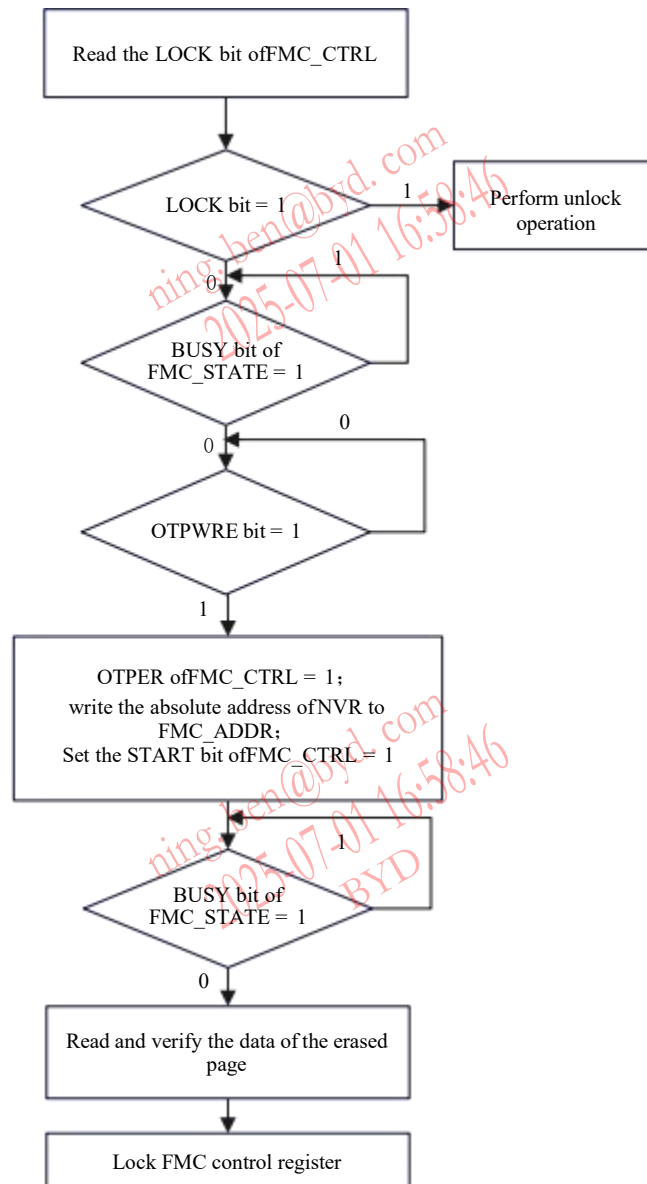 Read the LOCK bit ofFMC_CTRL
LOCK bit = 1
1
Perform unlock
operation
0
1
BUSY bit of
FMC_STATE = 1
0
0
OTPWRE bit = 1
1
OTPER ofFMC_CTRL = 1;
write the absolute address of NVR to
FMC_ADDR;
Set the START bit ofFMC_CTRL = 1
1
BUSY bit of
FMC_STATE = 1
0
Read and verify the data of the erased
page
Lock FMC control register
ning.ben@byd.com
2025-07-01 16:58:46
ning.ben@byd.com
2025-07-01 16:58:46
BYD